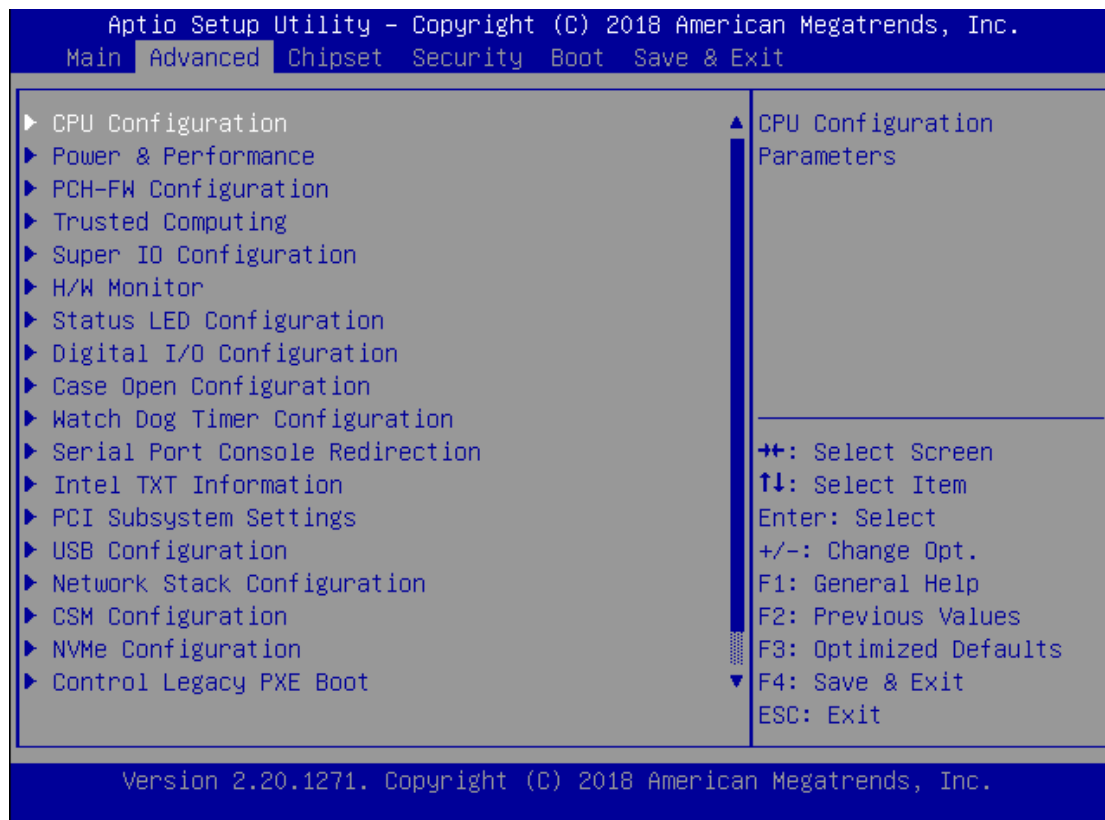 Aptio Setup Utility – Copyright (C) 2018 American Megatrends, Inc.
Main Advanced Chipset Security Boot Save & Exit
CPU Configuration
Power & Performance
PCH-FW Configuration
Trusted Computing
Super IO Configuration
H/W Monitor
Status LED Configuration
Digital I/O Configuration
Case Open Configuration
Watch Dog Timer Configuration
Serial Port Console Redirection
Intel TXT Information
PCI Subsystem Settings
USB Configuration
Network Stack Configuration
CSM Configuration
NVMe Configuration
Control Legacy PXE Boot
CPU Configuration
Parameters
→←: Select Screen
↑↓: Select Item
Enter: Select
+/-: Change Opt.
F1: General Help
F2: Previous Values
F3: Optimized Defaults
F4: Save & Exit
ESC: Exit
Version 2.20.1271. Copyright (C) 2018 American Megatrends, Inc.